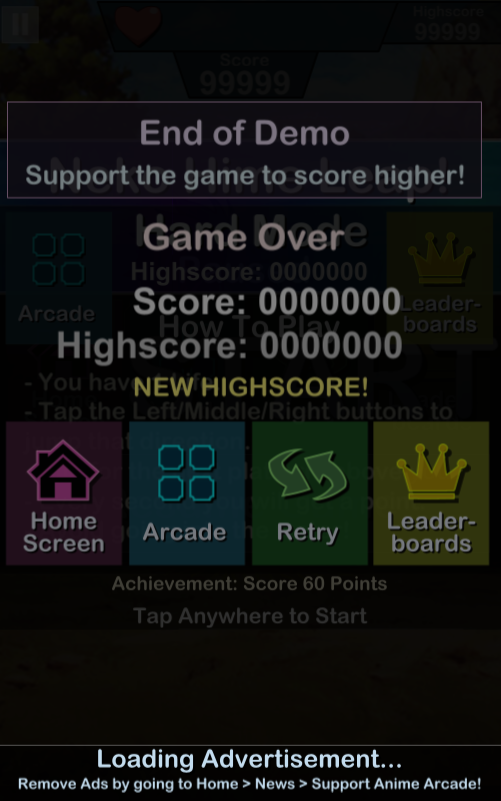 Highscore
99999
Score
99999
End of Demo
Neko Hime Leap!
Support the game to score higher!
Hard Mode
Game Over
Highscore: 0000000
Arcade
Score: 0000000
Leader-
boards
How To Play
Highscore: 0000000
- You have
NEW HIGHSCORE!
- Tap the Left/Middle/Right buttons to
Home
Screen
Arcade
Retry
Leader-
boards
Achievement: Score 60 Points
Tap Anywhere to Start
Loading Advertisement...
Remove Ads by going to Home > News > Support Anime Arcade!